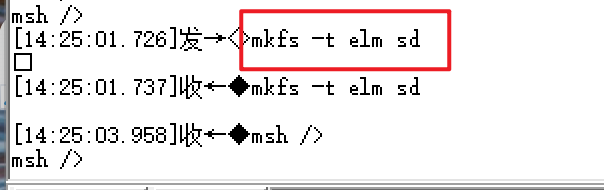 msh />
[14:25:01.726]发→◇mkfs -t elm sd
□
[14:25:01.737]收←◆mkfs -t elm sd
[14:25:03.958]收←◆msh />
msh />